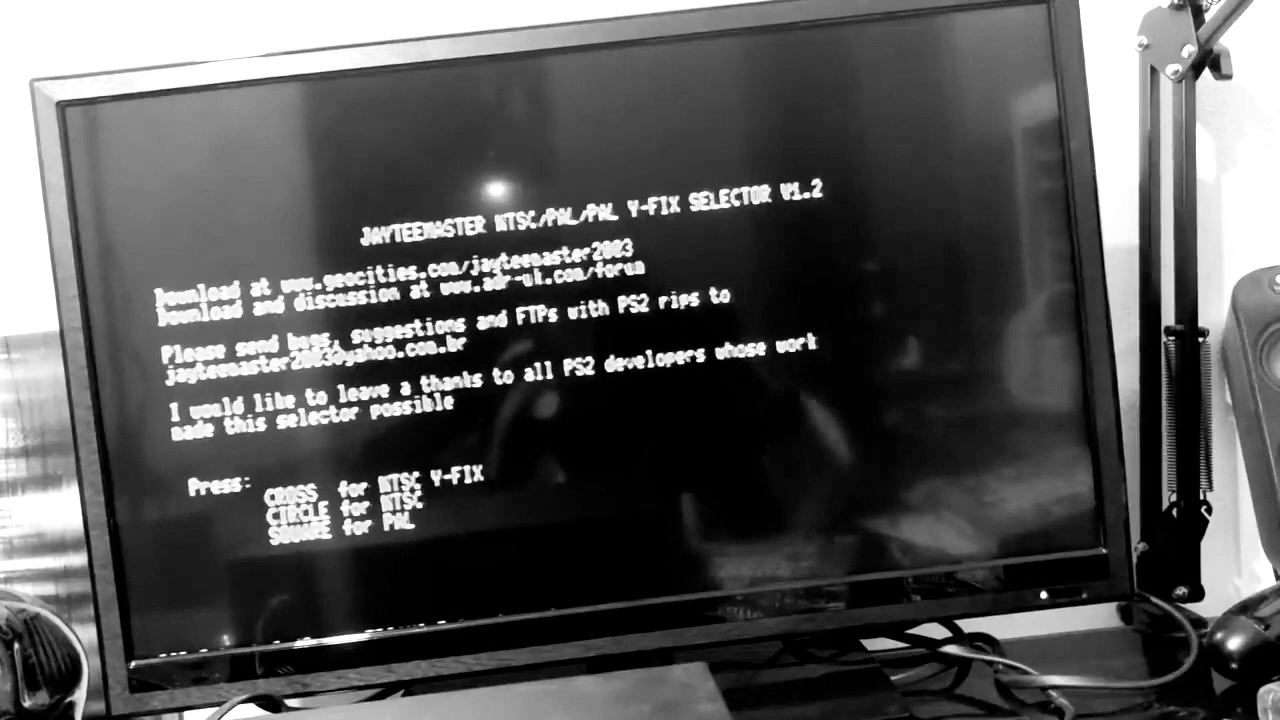 JAYTEEMASTER NTSC/PAL/PAL Y-FIX SELECTOR V1.2
Download at www.geocities.com/jayteemaster2003
Download and discussion at www.adr-uk.com/forum
Please send bugs, suggestions and FTPs with PS2 rips to
jayteemaster2003@yahoo.com.br
I would like to leave a thanks to all PS2 developers whose work
made this selector possible
Press:
CROSS for NTSC Y-FIX
CIRCLE for NTSC
SQUARE for PAL